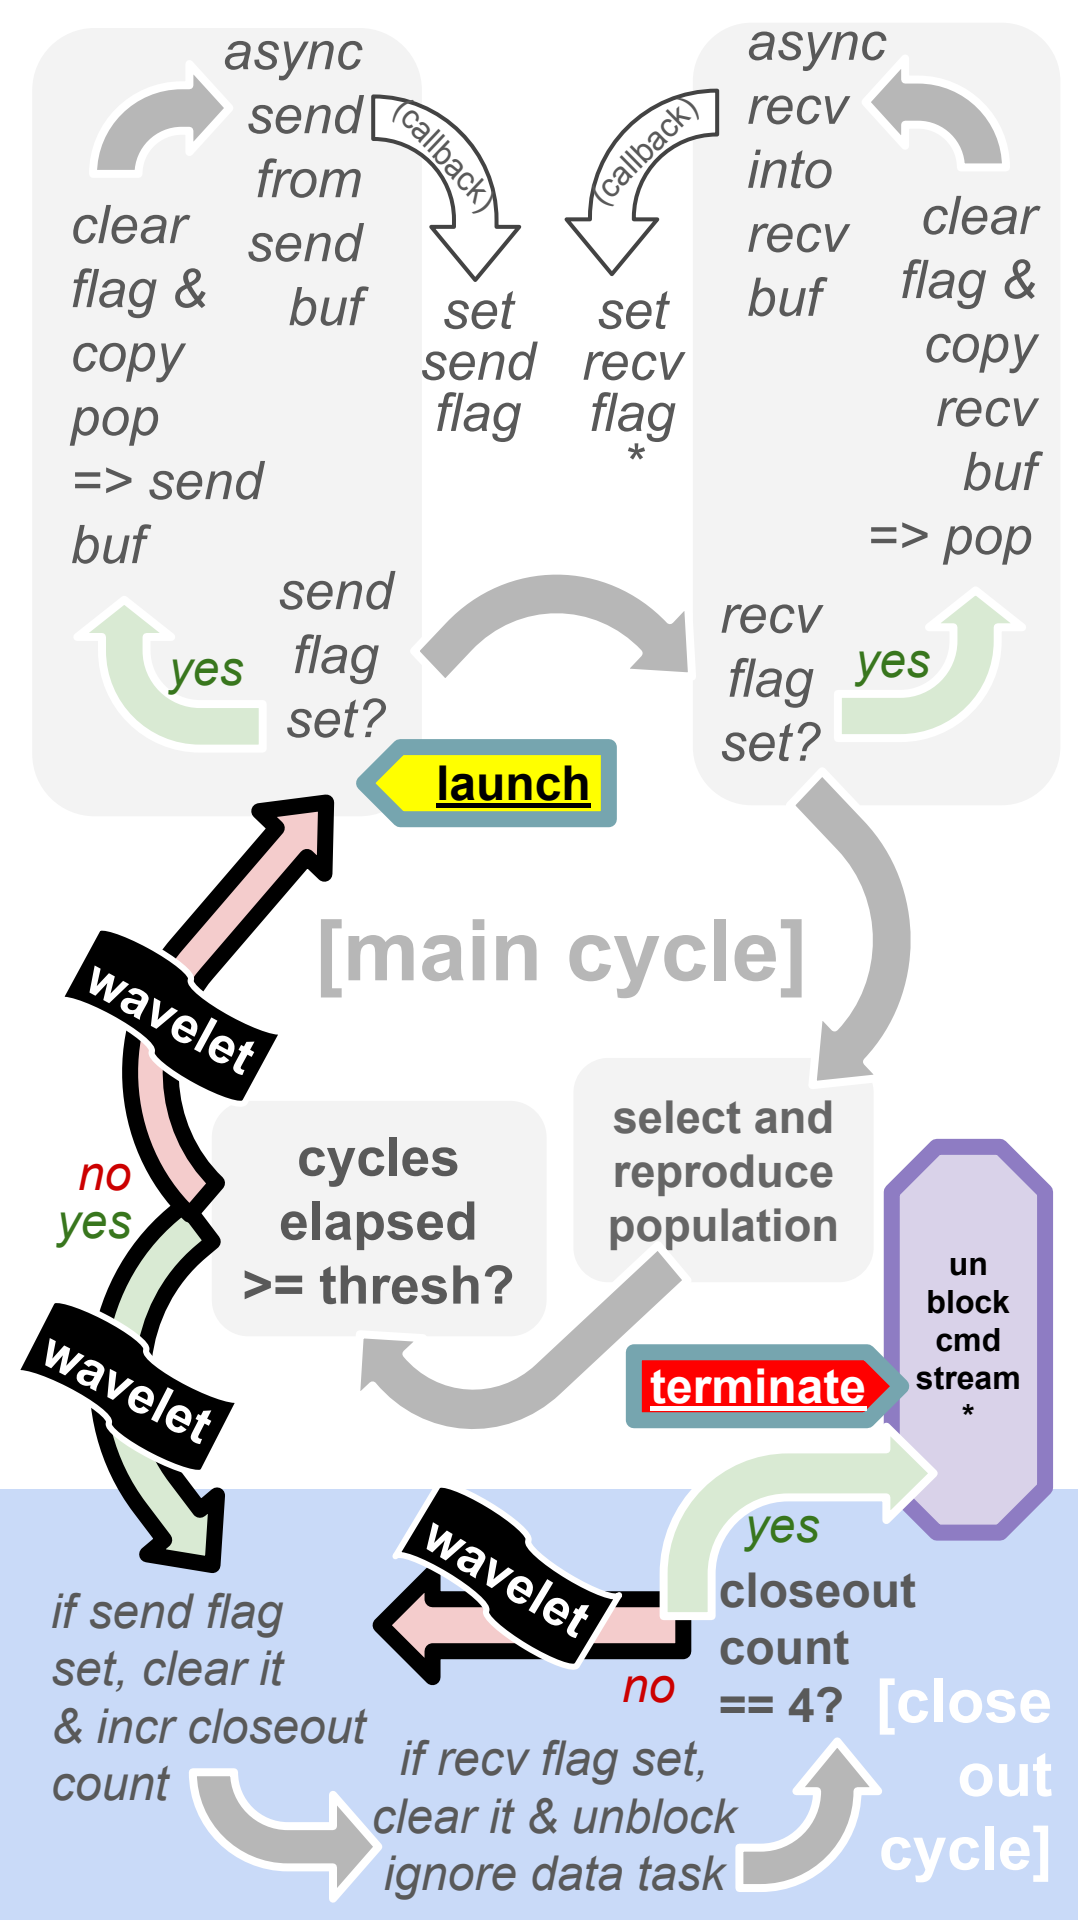 async
send
from
send
buf
(callback)
set
send
flag
clear
flag &
copy
pop
=> send
buf
send
flag
set?
yes
async
recv
into
recv
buf
(callback)
set
recv
flag
*
clear
flag &
copy
recv
buf
=> pop
recv
flag
set?
yes
launch
[main cycle]
wavelet
select and
reproduce
population
cycles
elapsed
>= thresh?
no
yes
wavelet
un
block
cmd
stream
*
terminate
if send flag
set, clear it
& incr closeout
count
if recv flag set,
clear it & unblock
ignore data task
closeout
count
== 4?
yes
no
wavelet
[close
out
cycle]